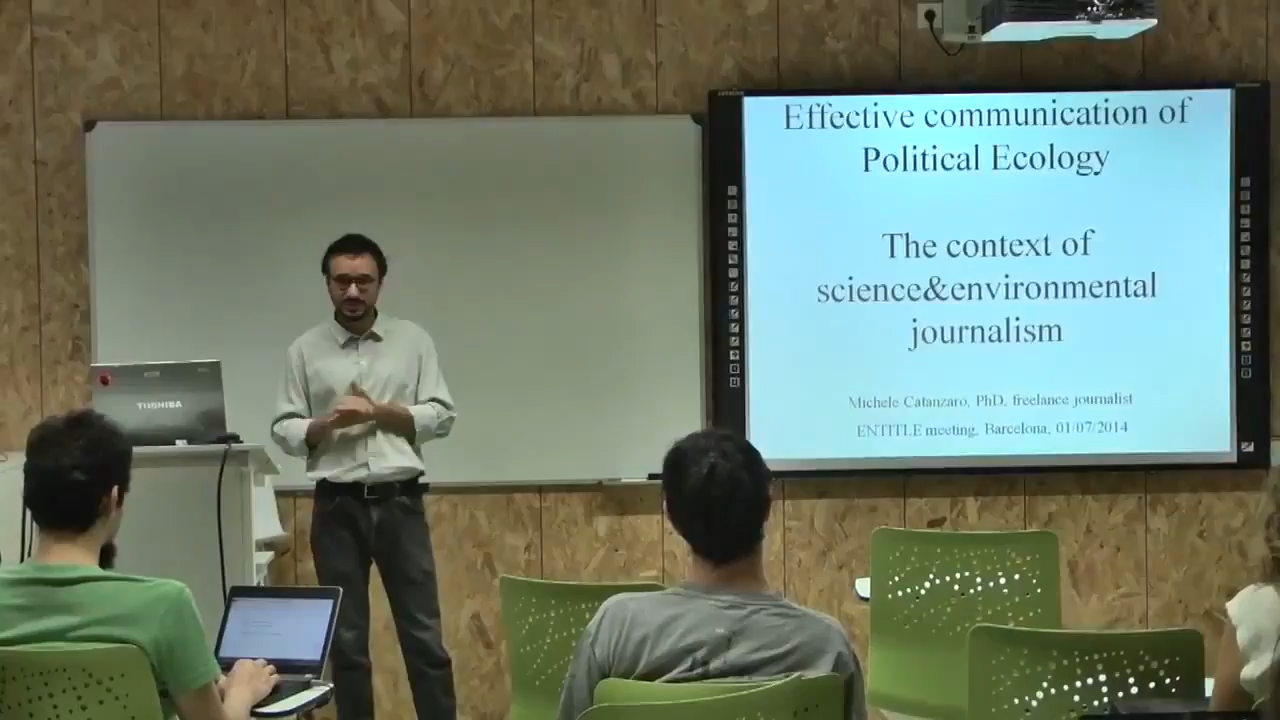 Effective communication of
Political Ecology
The context of
science&environmental
journalism
Michele Catanzaro, PhD, freelance journalist
ENTITLE meeting, Barcelona, 01/07/2014
TOSHIBA